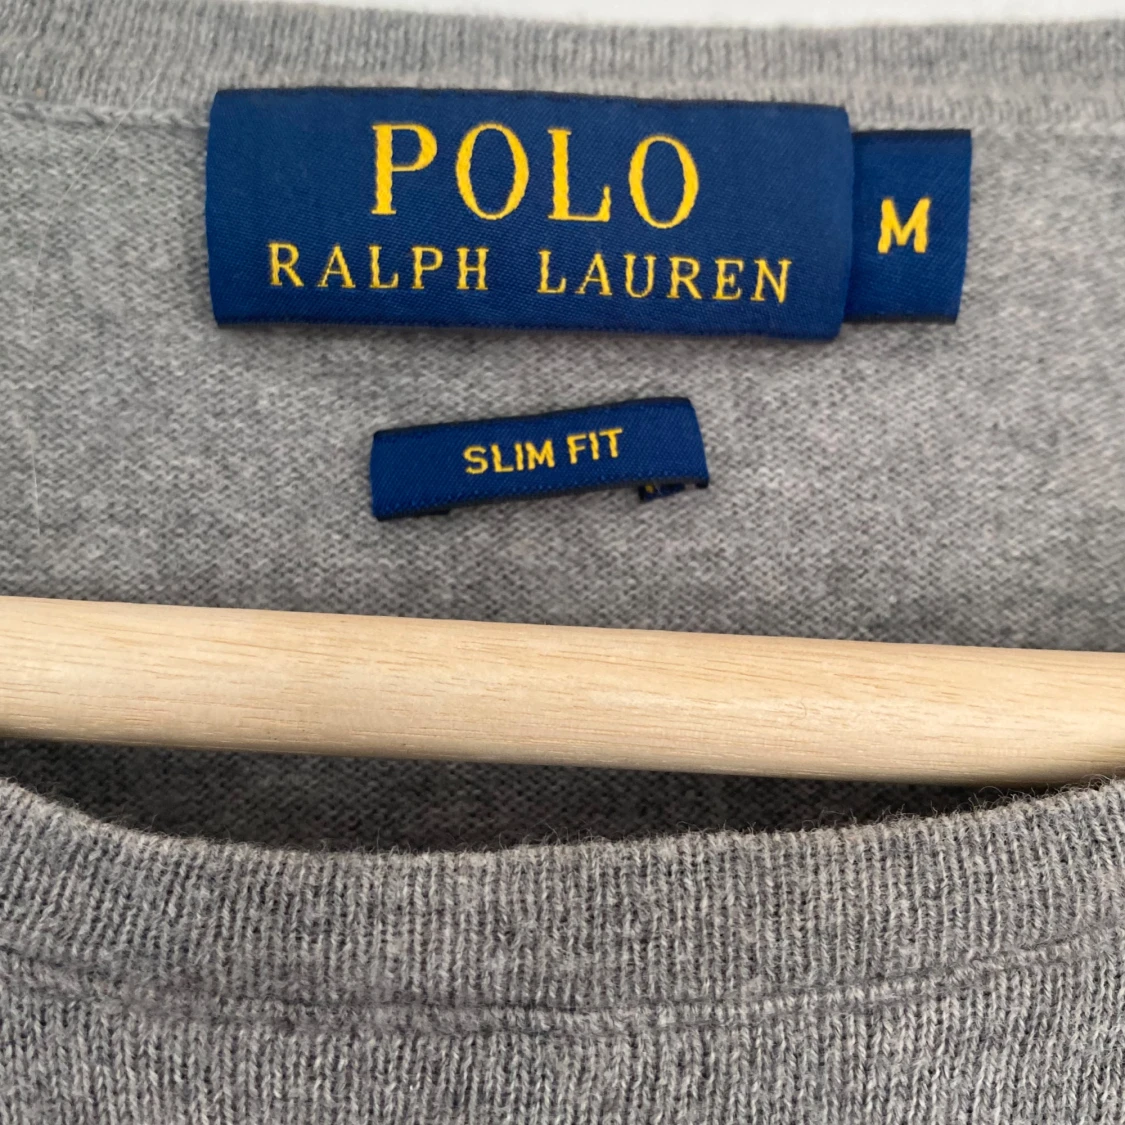 POLO
RALPH LAUREN
M
SLIM FIT